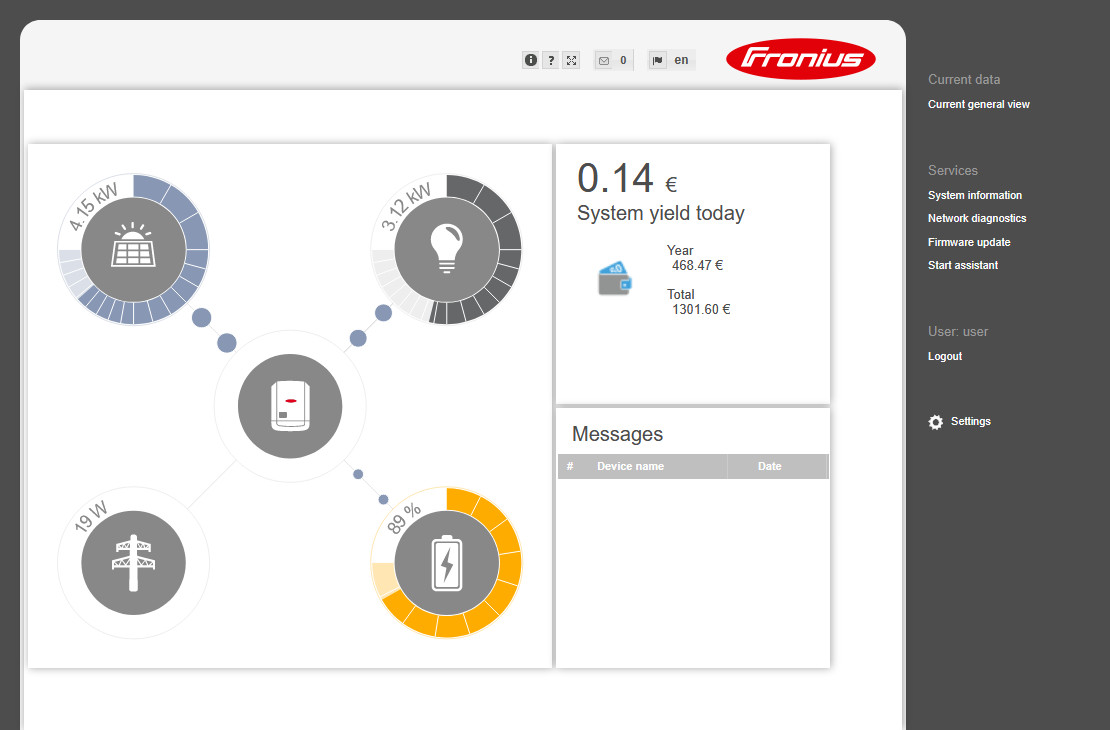 ? 0 en Fronius
4.15 kW
3.12 kW
19 W
89 %
0.14 €
System yield today
Year
468.47 €
Total
1301.60 €
Messages
# Device name Date
Current data
Current general view
Services
System information
Network diagnostics
Firmware update
Start assistant
User: user
Logout
Settings